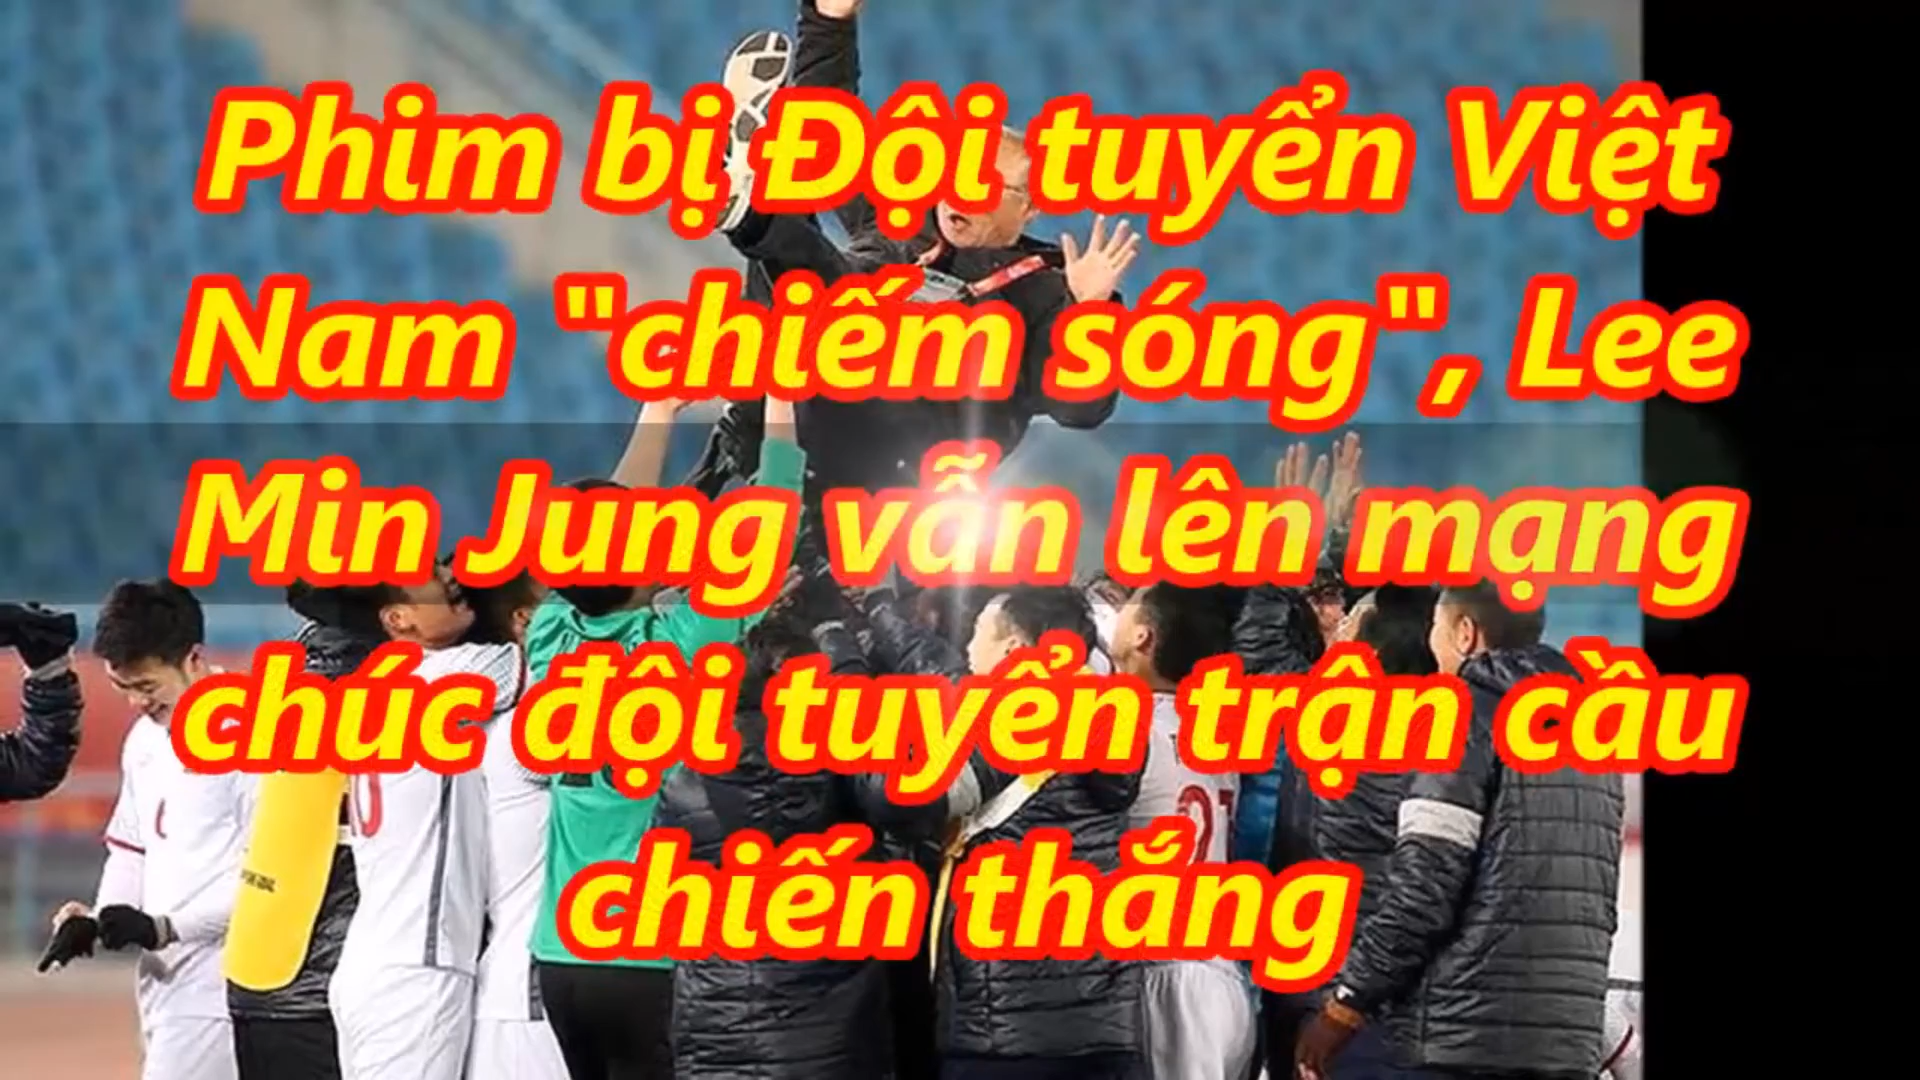 Phim bị Đội tuyển Việt
Nam "chiếm sóng", Lee
Min Jung vẫn lên mạng
chúc đội tuyển trận cầu
chiến thắng